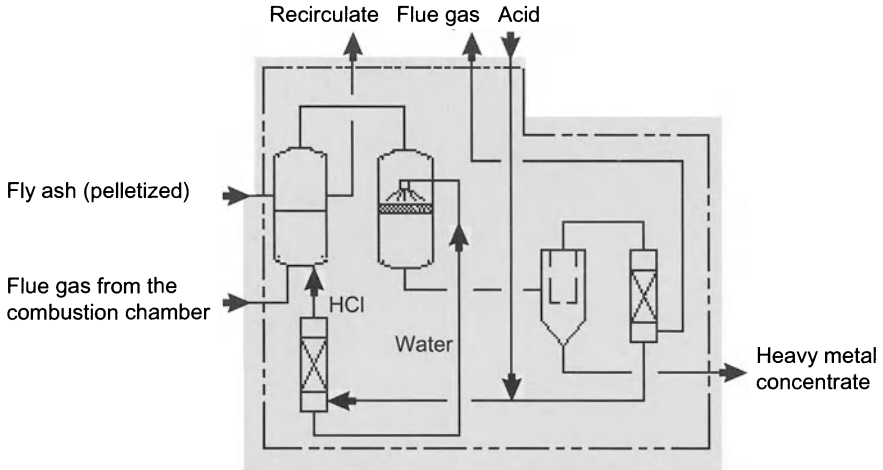 Recirculate Flue gas Acid
Fly ash (pelletized)
Flue gas from the
combustion chamber
HCl
Water
Heavy metal
concentrate